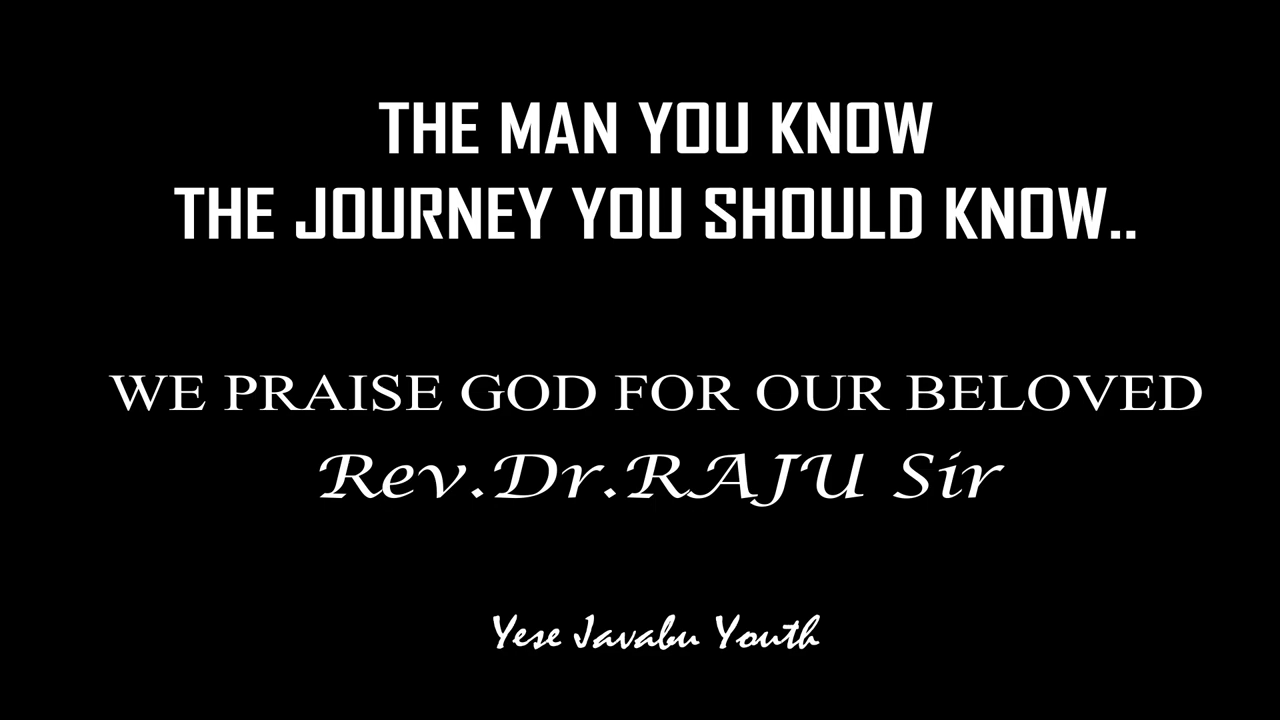 THE MAN YOU KNOW
THE JOURNEY YOU SHOULD KNOW..
WE PRAISE GOD FOR OUR BELOVED
Rev.Dr.RAJU Sir
Yese Javabu Youth